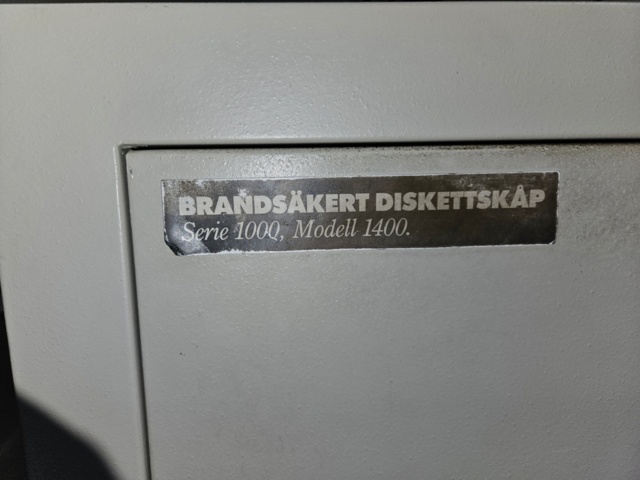 BRANDSÄKERT DISKETTSKÅP
Serie 1000, Modell 1400.